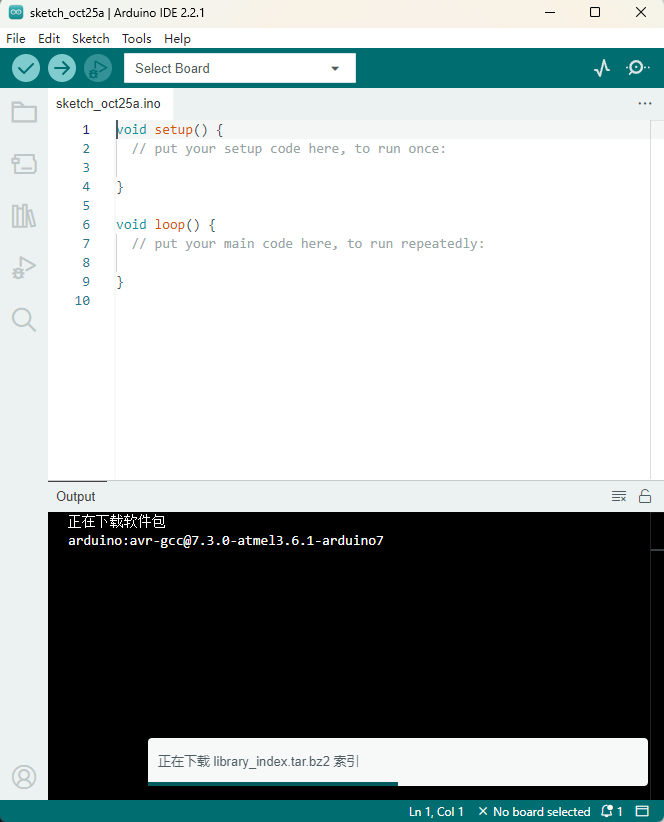 sketch_oct25a | Arduino IDE 2.2.1
File Edit Sketch Tools Help
Select Board
sketch_oct25a.ino
1 void setup() {
2 // put your setup code here, to run once:
3
4 }
5
6 void loop() {
7 // put your main code here, to run repeatedly:
8
9 }
10
Output
正在下载软件包
arduino:avr-gcc@7.3.0-atmel3.6.1-arduino7
正在下载 library_index.tar.bz2 索引
Ln 1, Col 1 No board selected 1